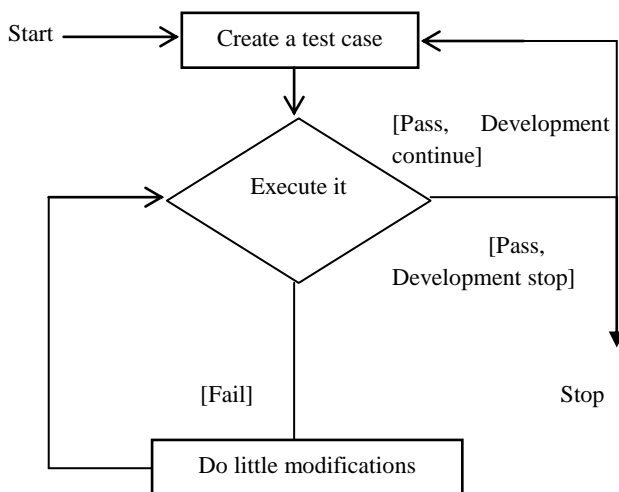 Start
Create a test case
[Pass, Development
continue]
Execute it
[Pass,
Development stop]
[Fail]
Stop
Do little modifications